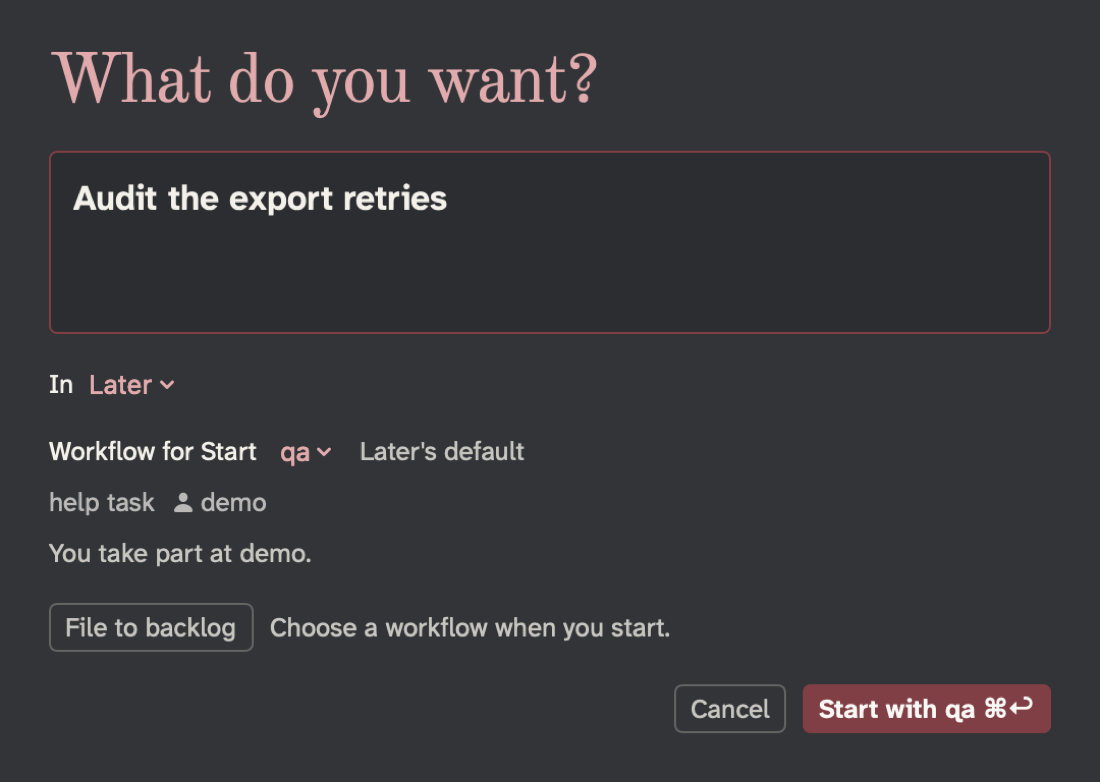 What do you want?
Audit the export retries
In Later
Workflow for Start qa Later's default
help task demo
You take part at demo.
File to backlog Choose a workflow when you start.
Cancel Start with qa ⌘↩